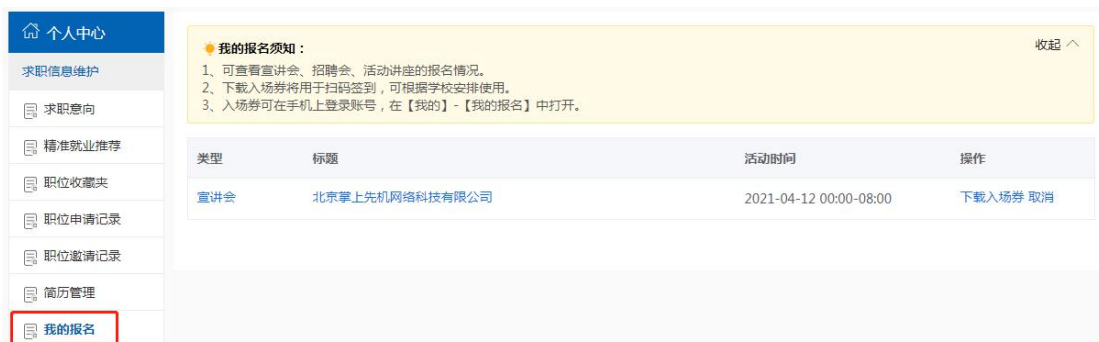 个人中心
求职信息维护
求职意向
精准就业推荐
职位收藏夹
职位申请记录
职位邀请记录
简历管理
我的报名
我的报名须知：
收起
1、可查看宣讲会、招聘会、活动讲座的报名情况。
2、下载入场券将用于扫码签到，可根据学校安排使用。
3、入场券可在手机上登录账号，在【我的】-【我的报名】中打开。
类型 标题 活动时间 操作
宣讲会 北京掌上先机网络科技有限公司 2021-04-12 00:00-08:00 下载入场券 取消